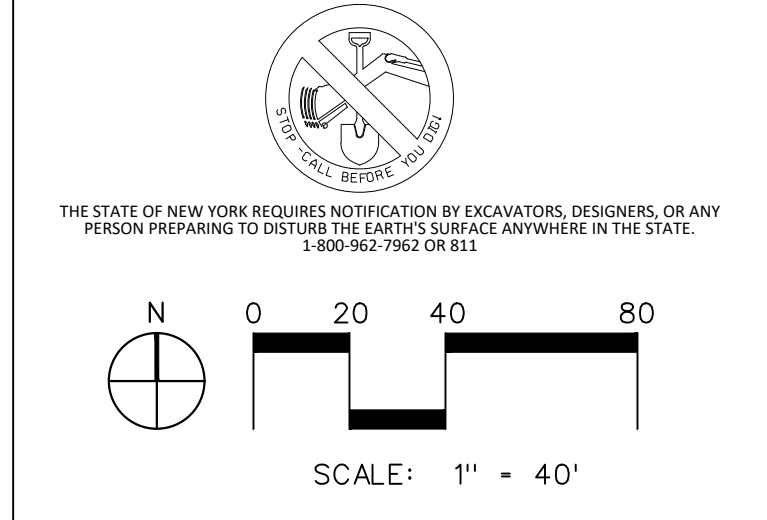 STOP - CALL BEFORE YOU DIG!
THE STATE OF NEW YORK REQUIRES NOTIFICATION BY EXCAVATORS, DESIGNERS, OR ANY
PERSON PREPARING TO DISTURB THE EARTH'S SURFACE ANYWHERE IN THE STATE.
1-800-962-7962 OR 811
N 0 20 40 80
SCALE: 1" = 40'